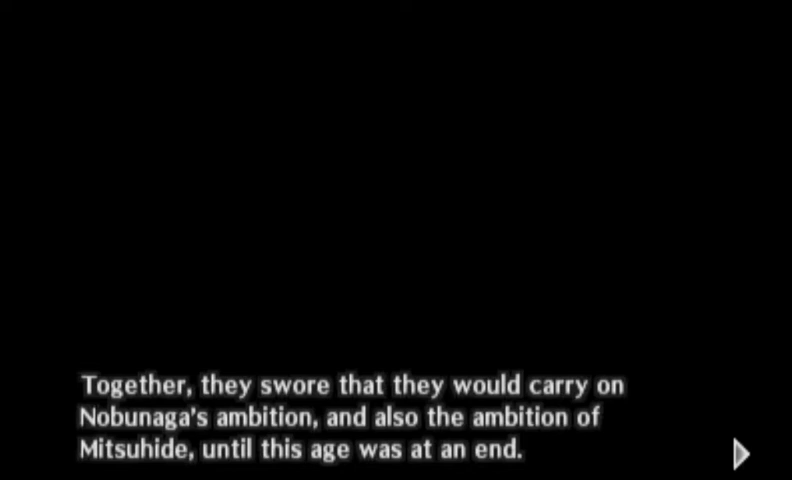 Together, they swore that they would carry on
Nobunaga's ambition, and also the ambition of
Mitsuhide, until this age was at an end.